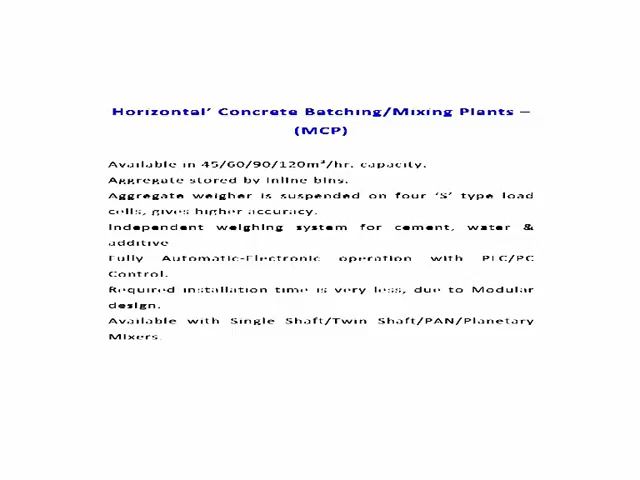 Horizontal’ Concrete Batching/Mixing Plants –
(MCP)
Available in 45/60/90/120m³/hr. capacity.
Aggregate stored by inline bins.
Aggregate weigher is suspended on four ‘S’ type load
cells, gives higher accuracy.
Independent weighing system for cement, water &
additive
Fully Automatic-Electronic operation with PLC/PC
Control.
Required installation time is very less, due to Modular
design.
Available with Single Shaft/Twin Shaft/PAN/Planetary
Mixers.